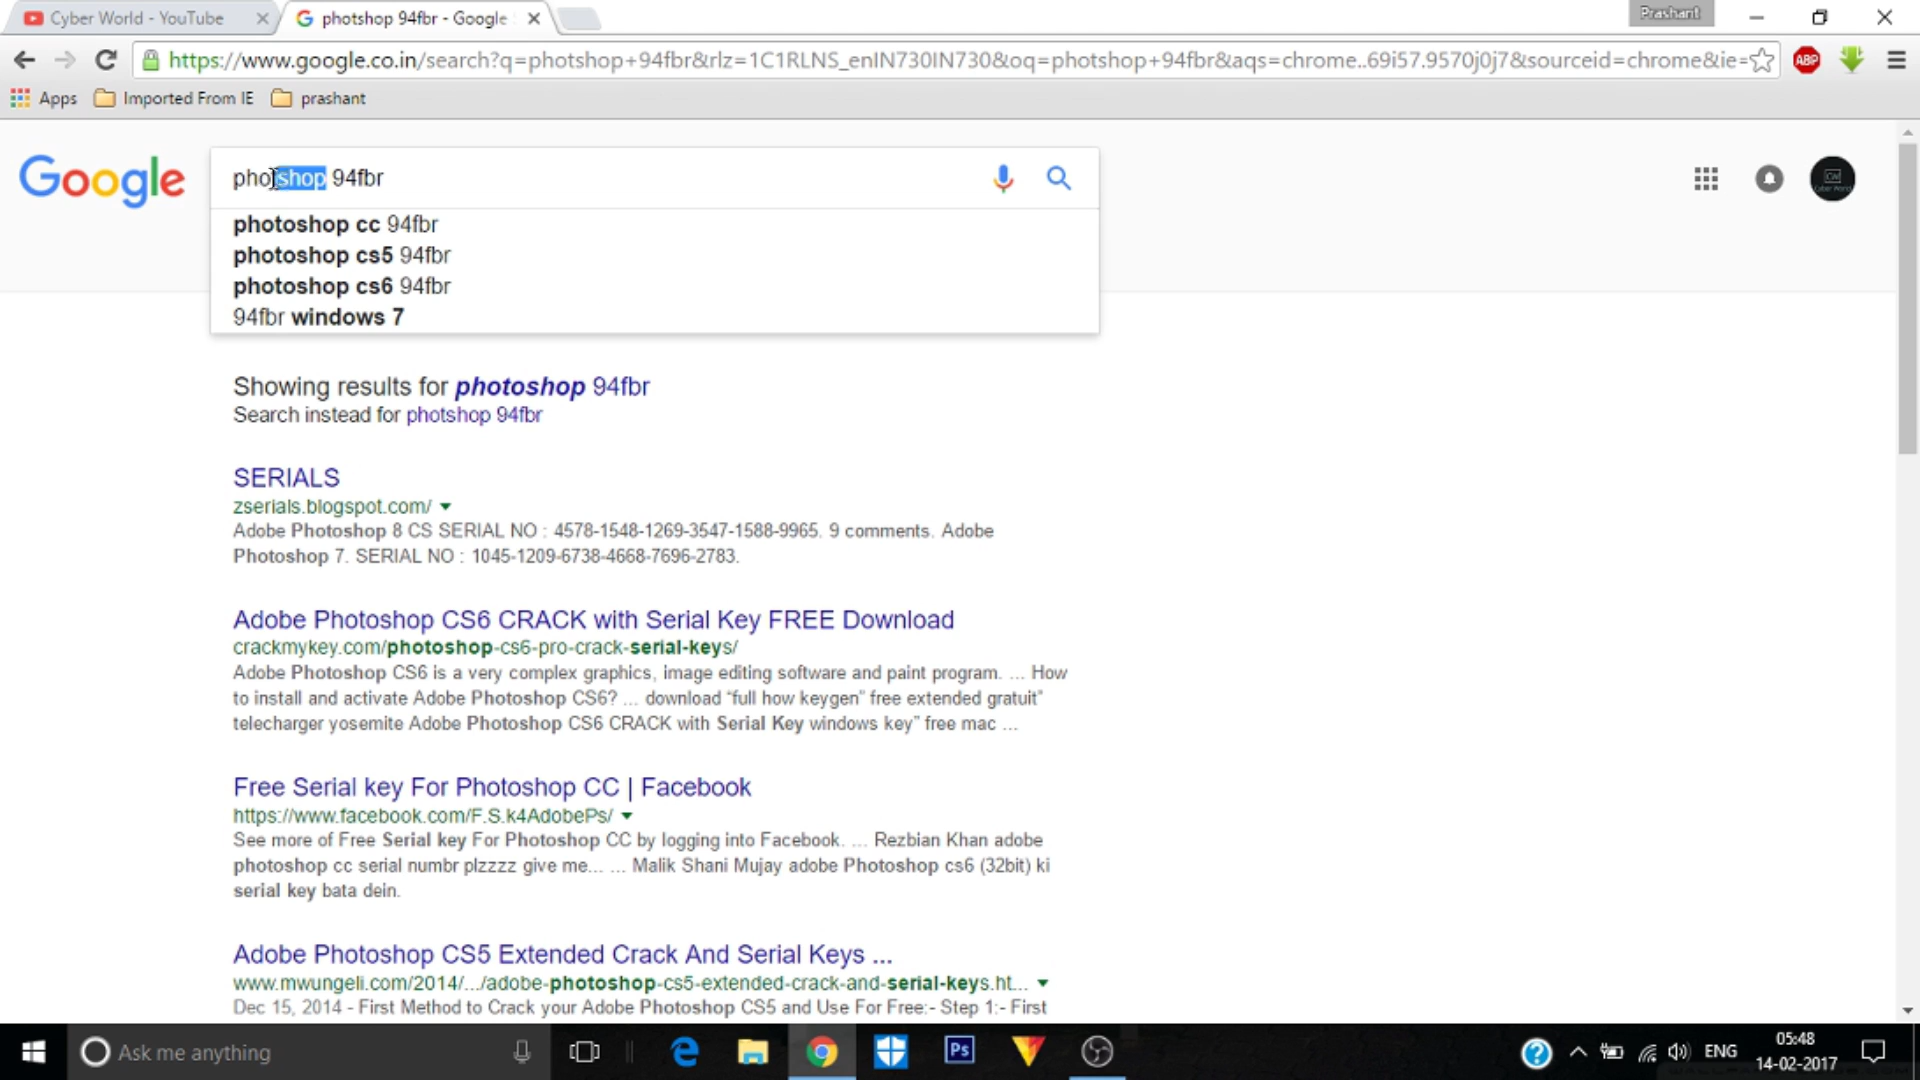 Cyber World - YouTube
photshop 94fbr - Google
Prashant
https://www.google.co.in/search?q=photshop+94fbr&rlz=1C1RLNS_enIN730IN730&oq=photshop+94fbr&aqs=chrome..69i57.9570j0j7&sourceid=chrome&ie=
ABP
Apps
Imported From IE
prashant
Google
photshop 94fbr
photoshop cc 94fbr
photoshop cs5 94fbr
photoshop cs6 94fbr
94fbr windows 7
Showing results for photoshop 94fbr
Search instead for photshop 94fbr
SERIALS
zserials.blogspot.com/
Adobe Photoshop 8 CS SERIAL NO : 4578-1548-1269-3547-1588-9965. 9 comments. Adobe
Photoshop 7. SERIAL NO : 1045-1209-6738-4668-7696-2783.
Adobe Photoshop CS6 CRACK with Serial Key FREE Download
crackmykey.com/photoshop-cs6-pro-crack-serial-keys/
Adobe Photoshop CS6 is a very complex graphics, image editing software and paint program. ... How
to install and activate Adobe Photoshop CS6? ... download “full how keygen” free extended gratuit”
telecharger yosemite Adobe Photoshop CS6 CRACK with Serial Key windows key” free mac ...
Free Serial key For Photoshop CC | Facebook
https://www.facebook.com/F.S.k4AdobePs/
See more of Free Serial key For Photoshop CC by logging into Facebook. ... Rezbian Khan adobe
photoshop cc serial numbr plzzzz give me... ... Malik Shani Mujay adobe Photoshop cs6 (32bit) ki
serial key bata dein.
Adobe Photoshop CS5 Extended Crack And Serial Keys ...
www.mwungeli.com/2014/.../adobe-photoshop-cs5-extended-crack-and-serial-keys.ht...
Dec 15, 2014 - First Method to Crack your Adobe Photoshop CS5 and Use For Free:- Step 1:- First
Ask me anything
Ps
ENG
05:48
14-02-2017